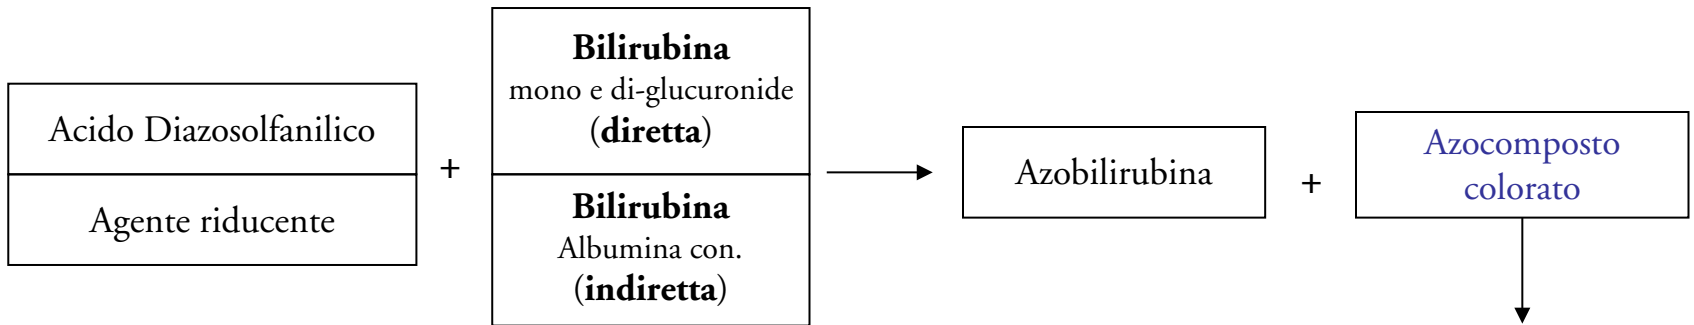 Acido Diazosolfanilico
Agente riducente
+
Bilirubina
mono e di-glucuronide
(diretta)
Bilirubina
Albumina con.
(indiretta)
Azobilirubina
+
Azocomposto
colorato